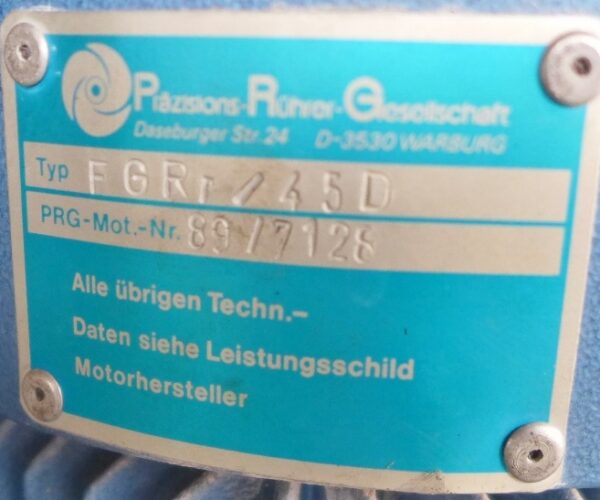 Präzisions-Rührer-Gesellschaft
Daseburger Str. 24 D-3530 WARBURG
Typ FGRr/45D
PRG-Mot.-Nr. 89/7128
Alle übrigen Techn.-
Daten siehe Leistungsschild
Motorhersteller